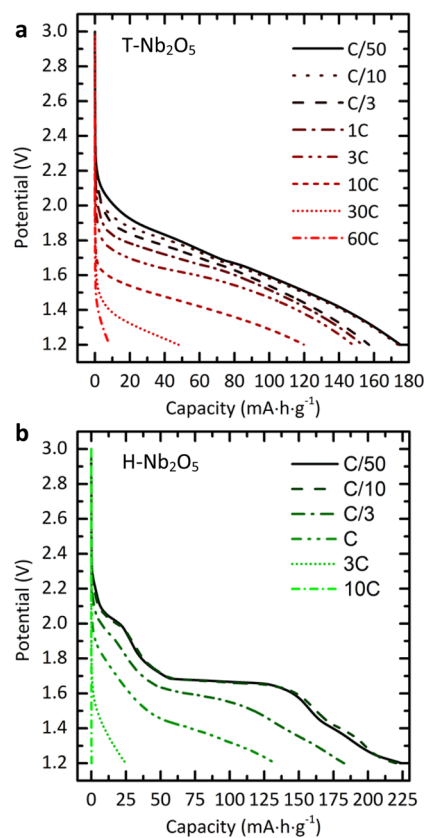 a
T-Nb₂O₅
C/50
C/10
C/3
1C
3C
10C
30C
60C
Potential (V)
3.0
2.8
2.6
2.4
2.2
2.0
1.8
1.6
1.4
1.2
0 20 40 60 80 100 120 140 160 180
Capacity (mA·h·g⁻¹)
b
H-Nb₂O₅
C/50
C/10
C/3
C
3C
10C
Potential (V)
3.0
2.8
2.6
2.4
2.2
2.0
1.8
1.6
1.4
1.2
0 25 50 75 100 125 150 175 200 225
Capacity (mA·h·g⁻¹)